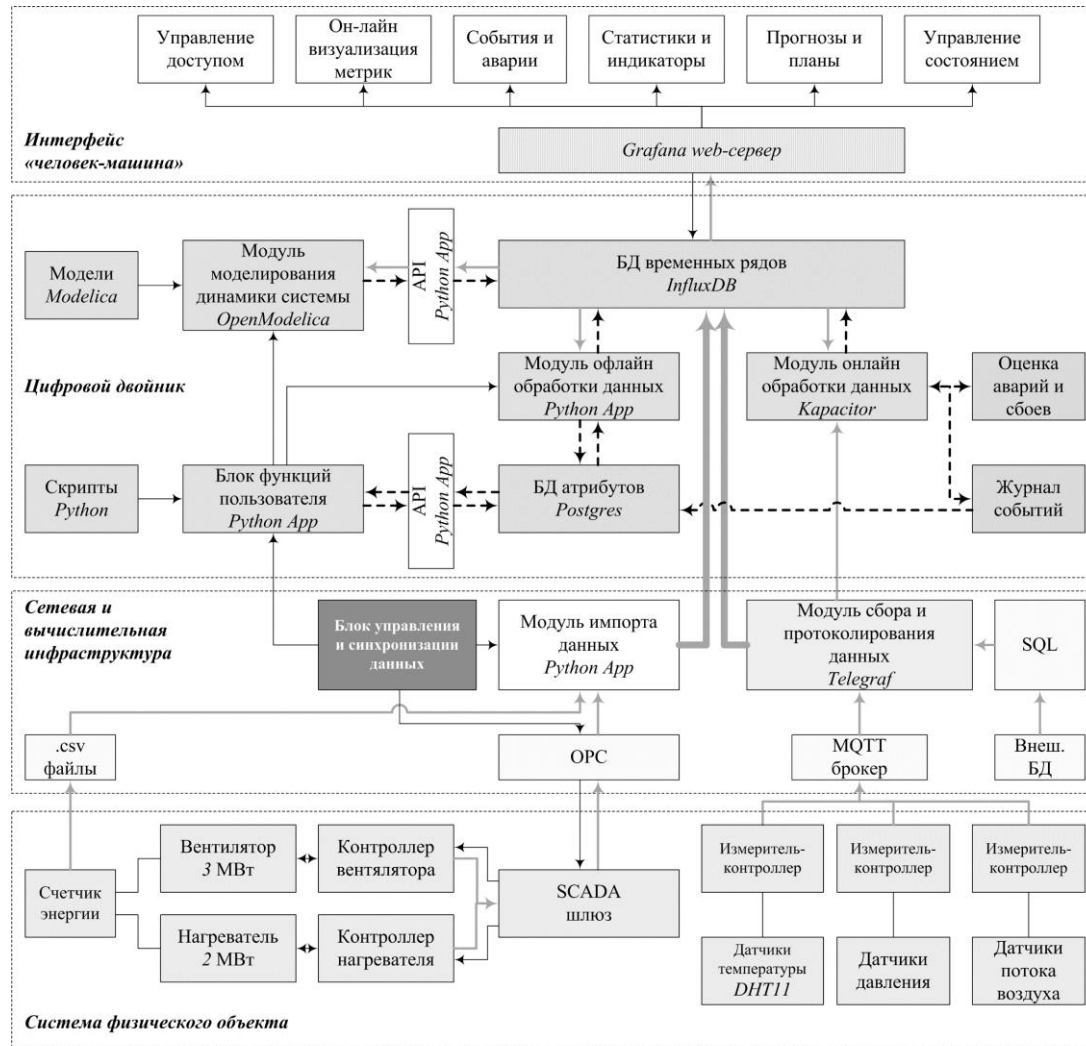 Управление
доступом
Он-лайн
визуализация
метрик
События и
аварии
Статистики и
индикаторы
Прогнозы и
планы
Управление
состоянием
Интерфейс
«человек-машина»
Grafana web-сервер
Модели
Modelica
Модуль
моделирования
динамики системы
OpenModelica
API
Python App
БД временных рядов
InfluxDB
Цифровой двойник
Модуль офлайн
обработки данных
Python App
Модуль онлайн
обработки данных
Kapacitor
Оценка
аварий и
сбоев
Скрипты
Python
Блок функций
пользователя
Python App
API
Python App
БД атрибутов
Postgres
Журнал
событий
Сетевая и
вычислительная
инфраструктура
Блок управления
и синхронизации
данных
Модуль импорта
данных
Python App
Модуль сбора и
протоколирования
данных
Telegraf
SQL
.csv
файлы
OPC
MQTT
брокер
Внеш.
БД
Счетчик
энергии
Вентилятор
3 МВт
Контроллер
вентялятора
Нагреватель
2 МВт
Контроллер
нагревателя
SCADA
шлюз
Измеритель-
контроллер
Измеритель-
контроллер
Измеритель-
контроллер
Датчики
температуры
DHT11
Датчики
давления
Датчики
потока
воздуха
Система физического объекта